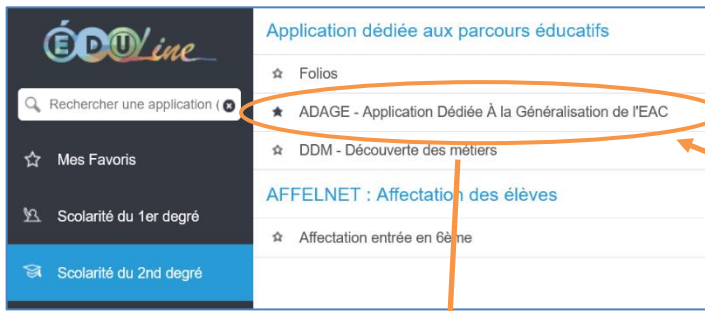 ÉDULine
Rechercher une application (
Mes Favoris
Scolarité du 1er degré
Scolarité du 2nd degré
Application dédiée aux parcours éducatifs
Folios
ADAGE - Application Dédiée À la Généralisation de l'EAC
DDM - Découverte des métiers
AFFELNET : Affectation des élèves
Affectation entrée en 6ème